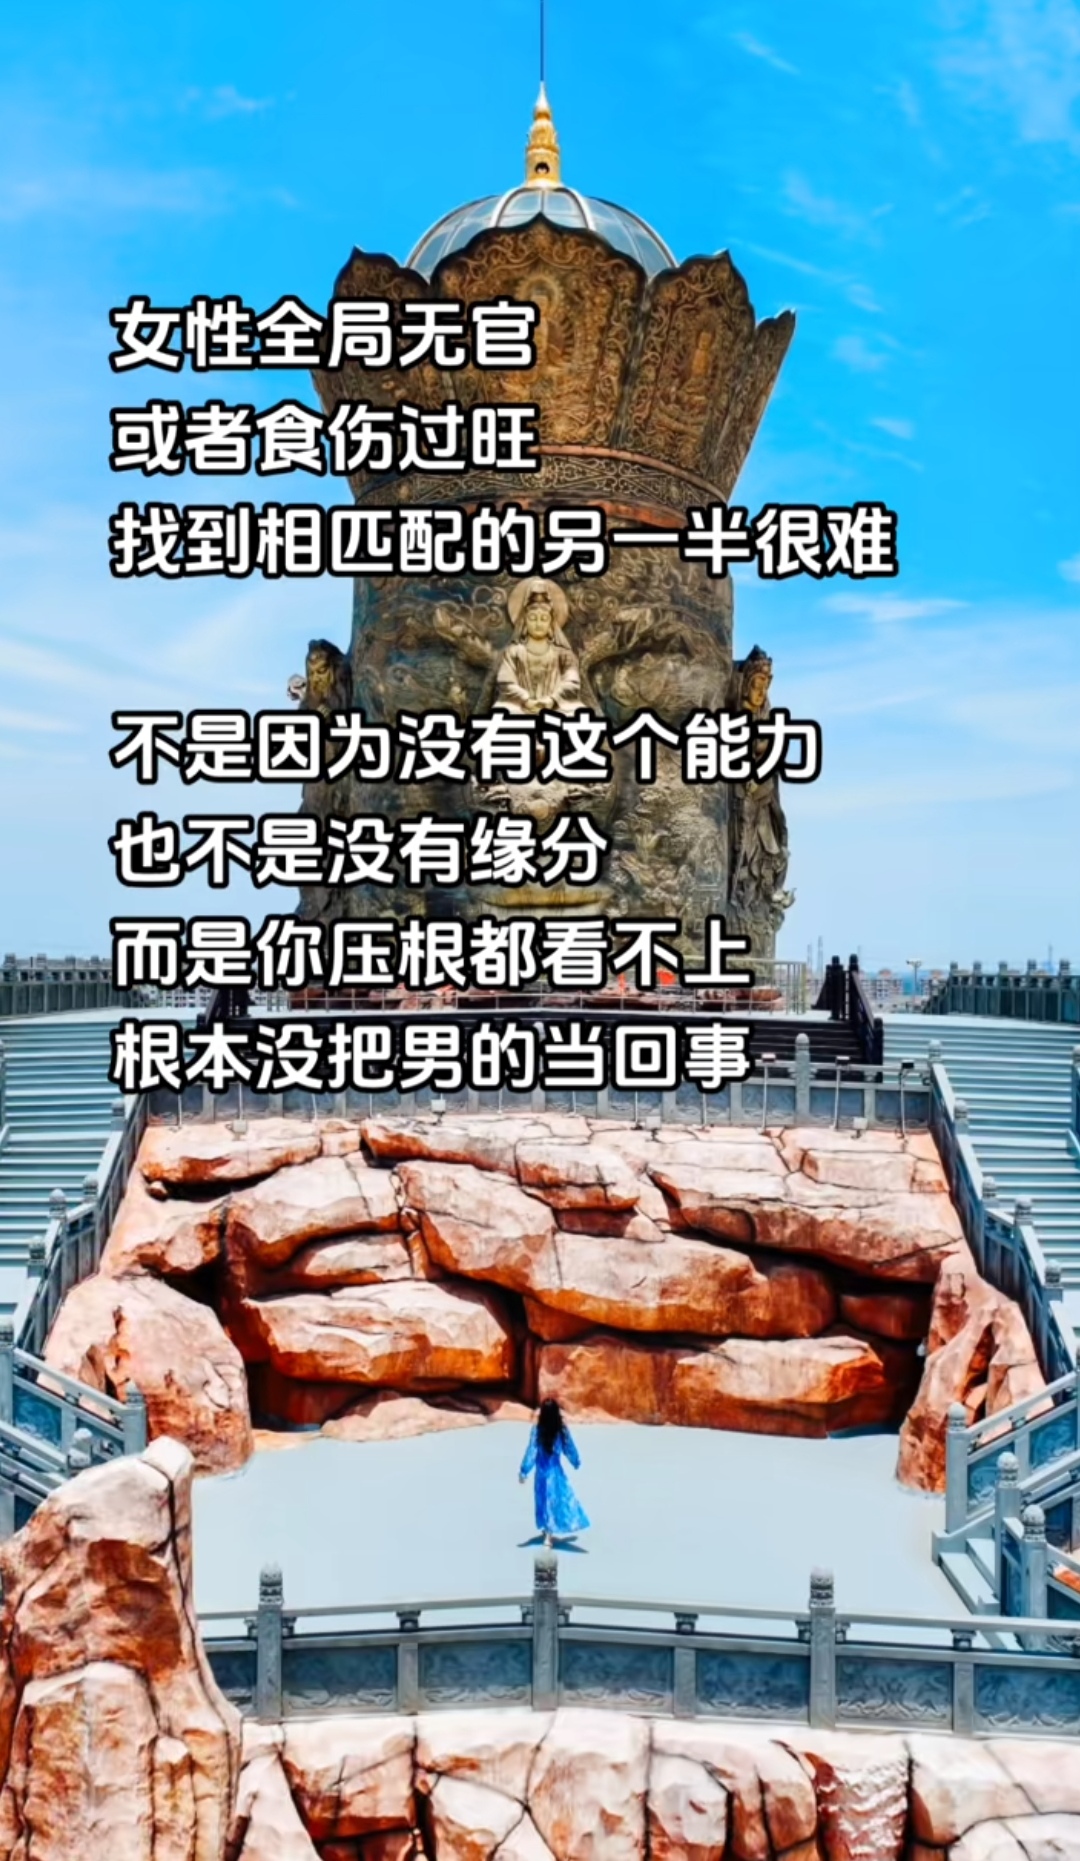 女性全局无官
或者食伤过旺
找到相匹配的另一半很难
不是因为没有这个能力
也不是没有缘分
而是你压根都看不上
根本没把男的当回事